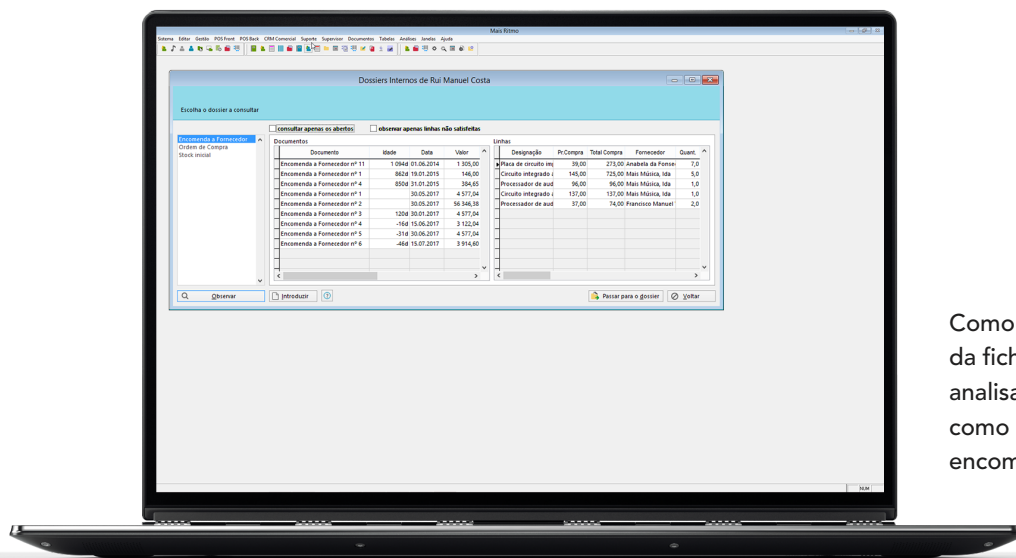 Mais Ritmo
Sistema Editar Gestão POS Front POS Back CRM Comercial Suporte Supervisor Documentos Tabelas Análises Janelas Ajuda
Dossiers Internos de Rui Manuel Costa
Escolha o dossier a consultar
consultar apenas os abertos observar apenas linhas não satisfeitas
Encomenda a Fornecedor
Ordem de Compra
Stock inicial
Documentos
Documento Idade Data Valor
Encomenda a Fornecedor nº 11 1 094d 01.06.2014 1 305,00
Encomenda a Fornecedor nº 1 862d 19.01.2015 146,00
Encomenda a Fornecedor nº 4 850d 31.01.2015 384,65
Encomenda a Fornecedor nº 1 30.05.2017 4 577,04
Encomenda a Fornecedor nº 2 30.05.2017 56 346,38
Encomenda a Fornecedor nº 3 120d 30.01.2017 4 577,04
Encomenda a Fornecedor nº 4 -16d 15.06.2017 3 122,04
Encomenda a Fornecedor nº 5 -31d 30.06.2017 4 577,04
Encomenda a Fornecedor nº 6 -46d 15.07.2017 3 914,60
Linhas
Designação Pr.Compra Total Compra Fornecedor Quant.
Placa de circuito imp 39,00 273,00 Anabela da Fonse 7,0
Circuito integrado 145,00 725,00 Mais Música, lda 5,0
Processador de aud 96,00 96,00 Mais Música, lda 1,0
Circuito integrado 137,00 137,00 Mais Música, lda 1,0
Processador de aud 37,00 74,00 Francisco Manuel 2,0
Observar Introduzir Passar para o dossier Voltar
NUM
Como
da fich
analisa
como
encom